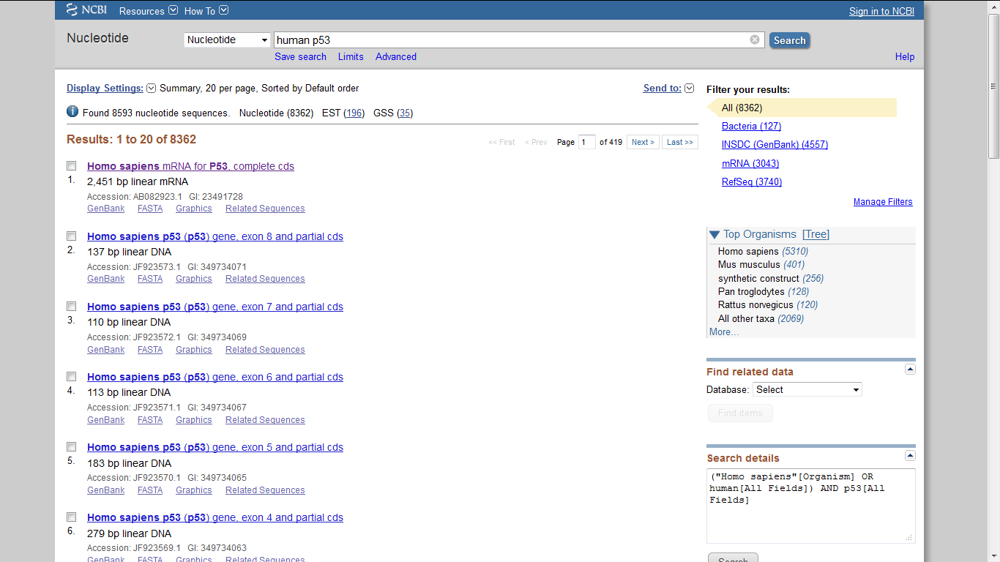 NCBI Resources How To Sign in to NCBI
Nucleotide Nucleotide human p53 Search
Save search Limits Advanced Help
Display Settings: Summary, 20 per page, Sorted by Default order Send to:
Found 8593 nucleotide sequences. Nucleotide (8362) EST (196) GSS (35)
Results: 1 to 20 of 8362 << First < Prev Page 1 of 419 Next > Last >>
Homo sapiens mRNA for P53, complete cds
1. 2,451 bp linear mRNA
Accession: AB082923.1 GI: 23491728
GenBank FASTA Graphics Related Sequences
Homo sapiens p53 (p53) gene, exon 8 and partial cds
2. 137 bp linear DNA
Accession: JF923573.1 GI: 349734071
GenBank FASTA Graphics Related Sequences
Homo sapiens p53 (p53) gene, exon 7 and partial cds
3. 110 bp linear DNA
Accession: JF923572.1 GI: 349734069
GenBank FASTA Graphics Related Sequences
Homo sapiens p53 (p53) gene, exon 6 and partial cds
4. 113 bp linear DNA
Accession: JF923571.1 GI: 349734067
GenBank FASTA Graphics Related Sequences
Homo sapiens p53 (p53) gene, exon 5 and partial cds
5. 183 bp linear DNA
Accession: JF923570.1 GI: 349734065
GenBank FASTA Graphics Related Sequences
Homo sapiens p53 (p53) gene, exon 4 and partial cds
6. 279 bp linear DNA
Accession: JF923569.1 GI: 349734063
GenBank FASTA Graphics Related Sequences
Filter your results:
All (8362)
Bacteria (127)
INSDC (GenBank) (4557)
mRNA (3043)
RefSeq (3740)
Manage Filters
Top Organisms [Tree]
Homo sapiens (5310)
Mus musculus (401)
synthetic construct (256)
Pan troglodytes (128)
Rattus norvegicus (120)
All other taxa (2069)
More...
Find related data
Database: Select
Find items
Search details
("Homo sapiens"[Organism] OR
human[All Fields]) AND p53[All
Fields]
Search